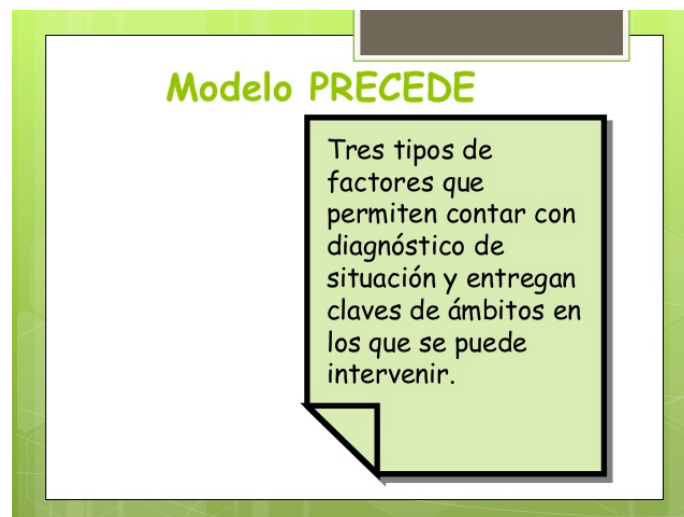 Modelo PRECEDE
Tres tipos de
factores que
permiten contar con
diagnóstico de
situación y entregan
claves de ámbitos en
los que se puede
intervenir.